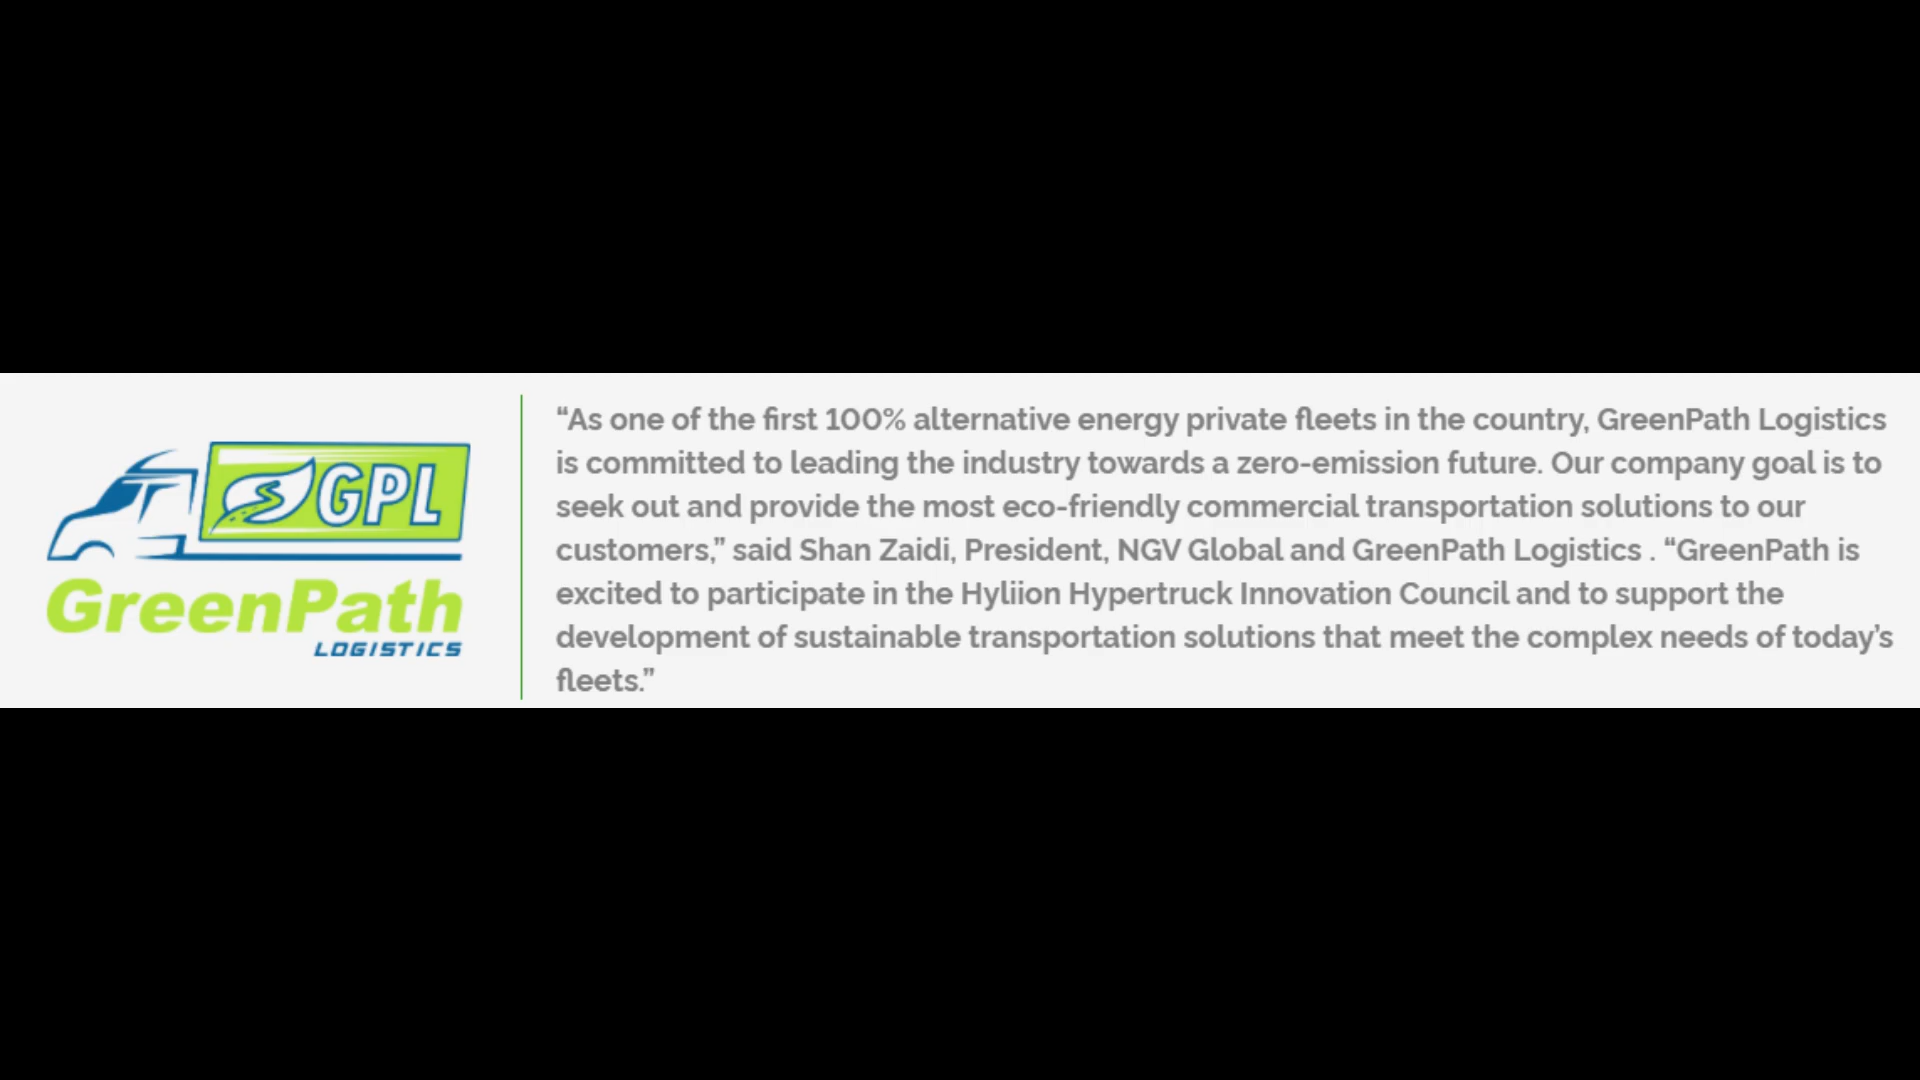 GPL
GreenPath
LOGISTICS
“As one of the first 100% alternative energy private fleets in the country, GreenPath Logistics
is committed to leading the industry towards a zero-emission future. Our company goal is to
seek out and provide the most eco-friendly commercial transportation solutions to our
customers,” said Shan Zaidi, President, NGV Global and GreenPath Logistics . “GreenPath is
excited to participate in the Hyliion Hypertruck Innovation Council and to support the
development of sustainable transportation solutions that meet the complex needs of today’s
fleets.”